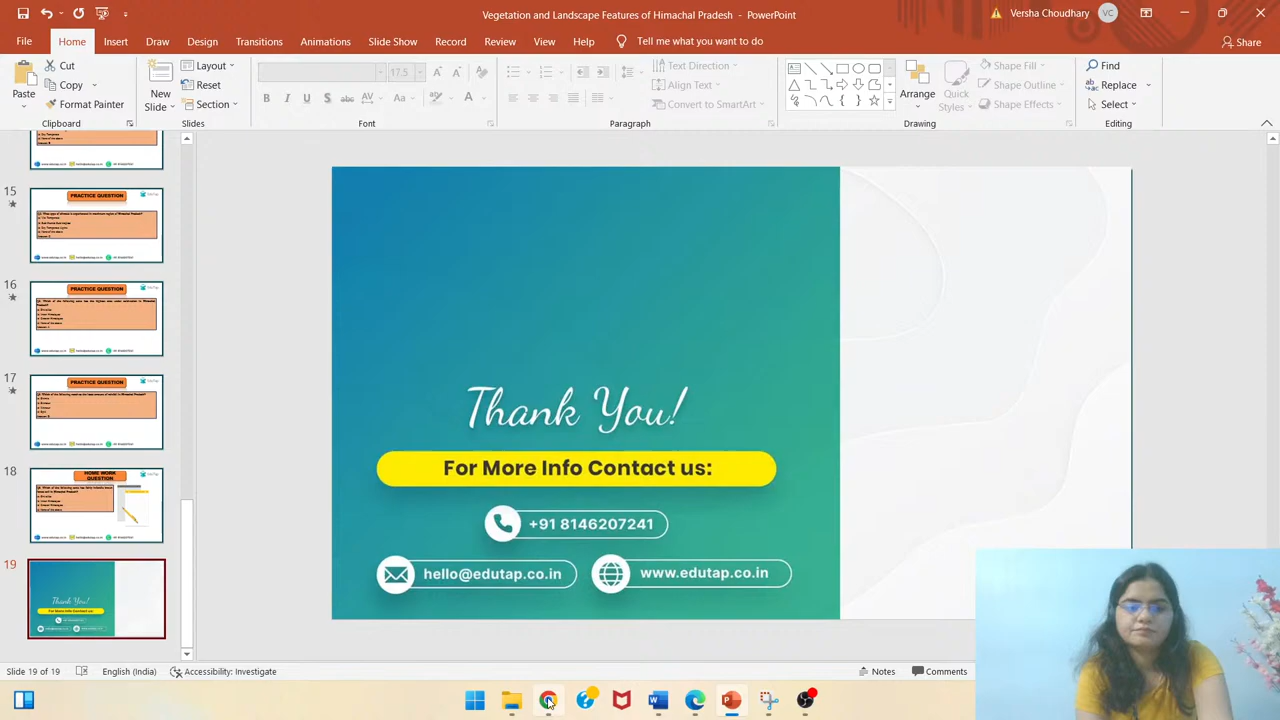 Vegetation and Landscape Features of Himachal Pradesh - PowerPoint
Versha Choudhary
VC
File
Home
Insert
Draw
Design
Transitions
Animations
Slide Show
Record
Review
View
Help
Tell me what you want to do
Share
Paste
Cut
Copy
Format Painter
Clipboard
New Slide
Layout
Reset
Section
Slides
17.5
Font
Text Direction
Align Text
Convert to SmartArt
Paragraph
Arrange
Quick Styles
Shape Fill
Shape Outline
Shape Effects
Drawing
Find
Replace
Select
Editing
15
PRACTICE QUESTION
16
PRACTICE QUESTION
17
PRACTICE QUESTION
18
HOME WORK
QUESTION
19
Thank You!
For More Info Contact us:
+91 8146207241
hello@edutap.co.in
www.edutap.co.in
Slide 19 of 19
English (India)
Accessibility: Investigate
Notes
Comments